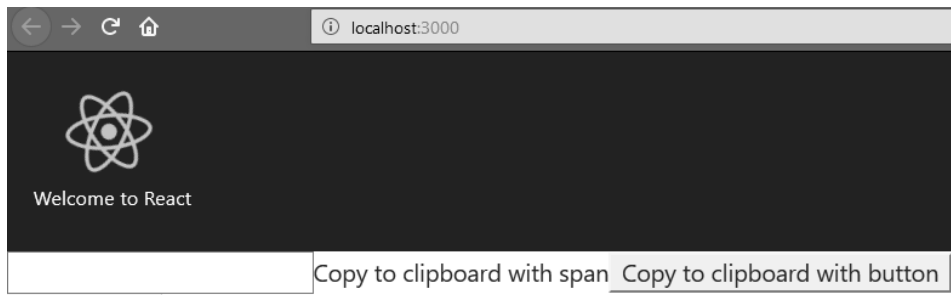 localhost:3000
Welcome to React
Copy to clipboard with span Copy to clipboard with button